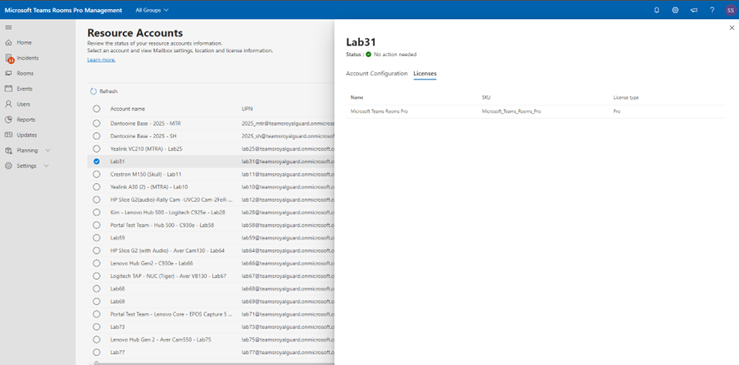 Microsoft Teams Rooms Pro Management
All Groups
SS
Home
Incidents
Rooms
Events
Users
Reports
Updates
Planning
Settings
Resource Accounts
Review the status of your resource accounts information.
Select an account and view Mailbox settings, location and license information.
Learn more.
Refresh
Account name UPN
Dantooine Base - 2025 - MTR 2025_mtr@teamsroyalguard.onmicrosoft
Dantooine Base - 2025 - SH 2025_sh@teamsroyalguard.onmicrosoft.c
Yealink VC210 (MTRA) - Lab25 lab25@teamsroyalguard.onmicrosoft.c
Lab31 lab31@teamsroyalguard.onmicrosoft.c
Crestron M150 (Skull) - Lab11 lab11@teamsroyalguard.onmicrosoft.c
Yealink A30 (2) - (MTRA) - Lab10 lab10@teamsroyalguard.onmicrosoft.c
HP Slice G2(audio)-Rally Cam -UVC20 Cam -2FeR-... lab12@teamsroyalguard.onmicrosoft.c
Kim - Lenovo Hub 500 - Logitech C925e - Lab28 lab28@teamsroyalguard.onmicrosoft.c
Portal Test Team - Hub 500 - C930e - Lab58 lab58@teamsroyalguard.onmicrosoft.c
Lab59 lab59@teamsroyalguard.onmicrosoft.c
HP Slice G2 (with Audio) - Aver Cam130 - Lab64 lab64@teamsroyalguard.onmicrosoft.c
Lenovo Hub Gen2 - C930e - Lab66 lab66@teamsroyalguard.onmicrosoft.c
Logitech TAP - NUC (Tiger) - Aver VB130 - Lab67 lab67@teamsroyalguard.onmicrosoft.c
Lab68 lab68@teamsroyalguard.onmicrosoft.c
Lab69 lab69@teamsroyalguard.onmicrosoft.c
Portal Test Team - Lenovo Core - EPOS Capture 5 ... lab71@teamsroyalguard.onmicrosoft.c
Lab73 lab73@teamsroyalguard.onmicrosoft.c
Lenovo Hub Gen 2 - Aver Cam550 - Lab75 lab75@teamsroyalguard.onmicrosoft.c
Lab77 lab77@teamsroyalguard.onmicrosoft.c
Lab31
Status : No action needed
Account Configuration Licenses
Name SKU License type
Microsoft Teams Rooms Pro Microsoft_Teams_Rooms_Pro Pro